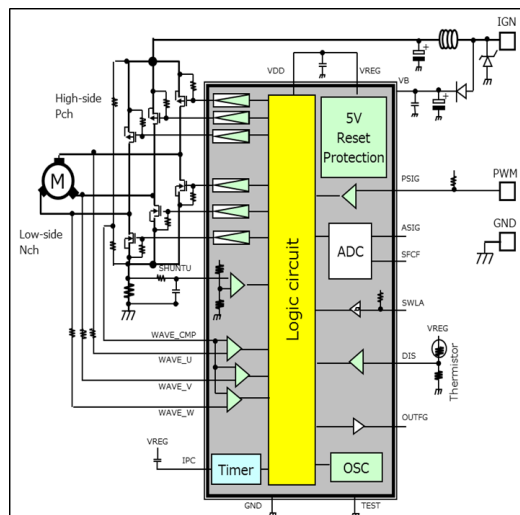 IGN
VDD
VREG
VB
High-side
Pch
5V
Reset
Protection
PSIG
PWM
M
ASIG
GND
ADC
SFCF
Low-side
Nch
SHUNTU
Logic circuit
SWLA
VREG
WAVE_CMP
DIS
WAVE_U
Thermistor
WAVE_V
WAVE_W
OUTFG
VREG
IPC
Timer
OSC
GND
TEST